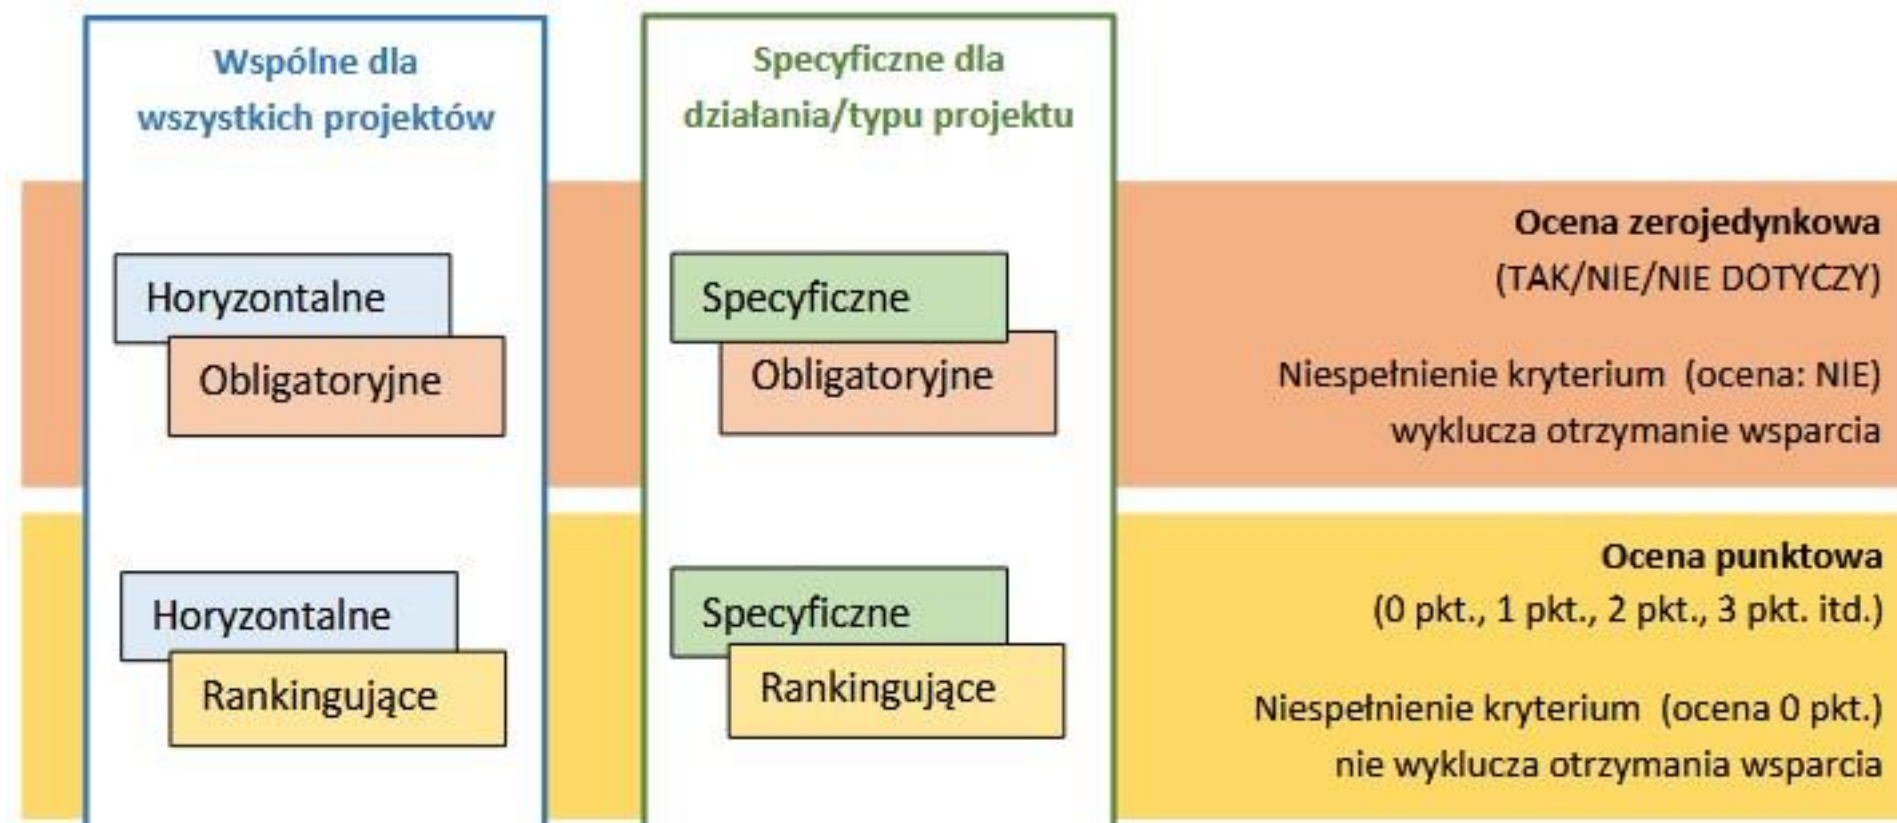 Wspólne dla
wszystkich projektów
Specyficzne dla
działania/typu projektu
Horyzontalne
Obligatoryjne
Specyficzne
Obligatoryjne
Ocena zerojedynkowa
(TAK/NIE/NIE DOTYCZY)
Niespełnienie kryterium (ocena: NIE)
wyklucza otrzymanie wsparcia
Horyzontalne
Rankingujące
Specyficzne
Rankingujące
Ocena punktowa
(0 pkt., 1 pkt., 2 pkt., 3 pkt. itd.)
Niespełnienie kryterium (ocena 0 pkt.)
nie wyklucza otrzymania wsparcia